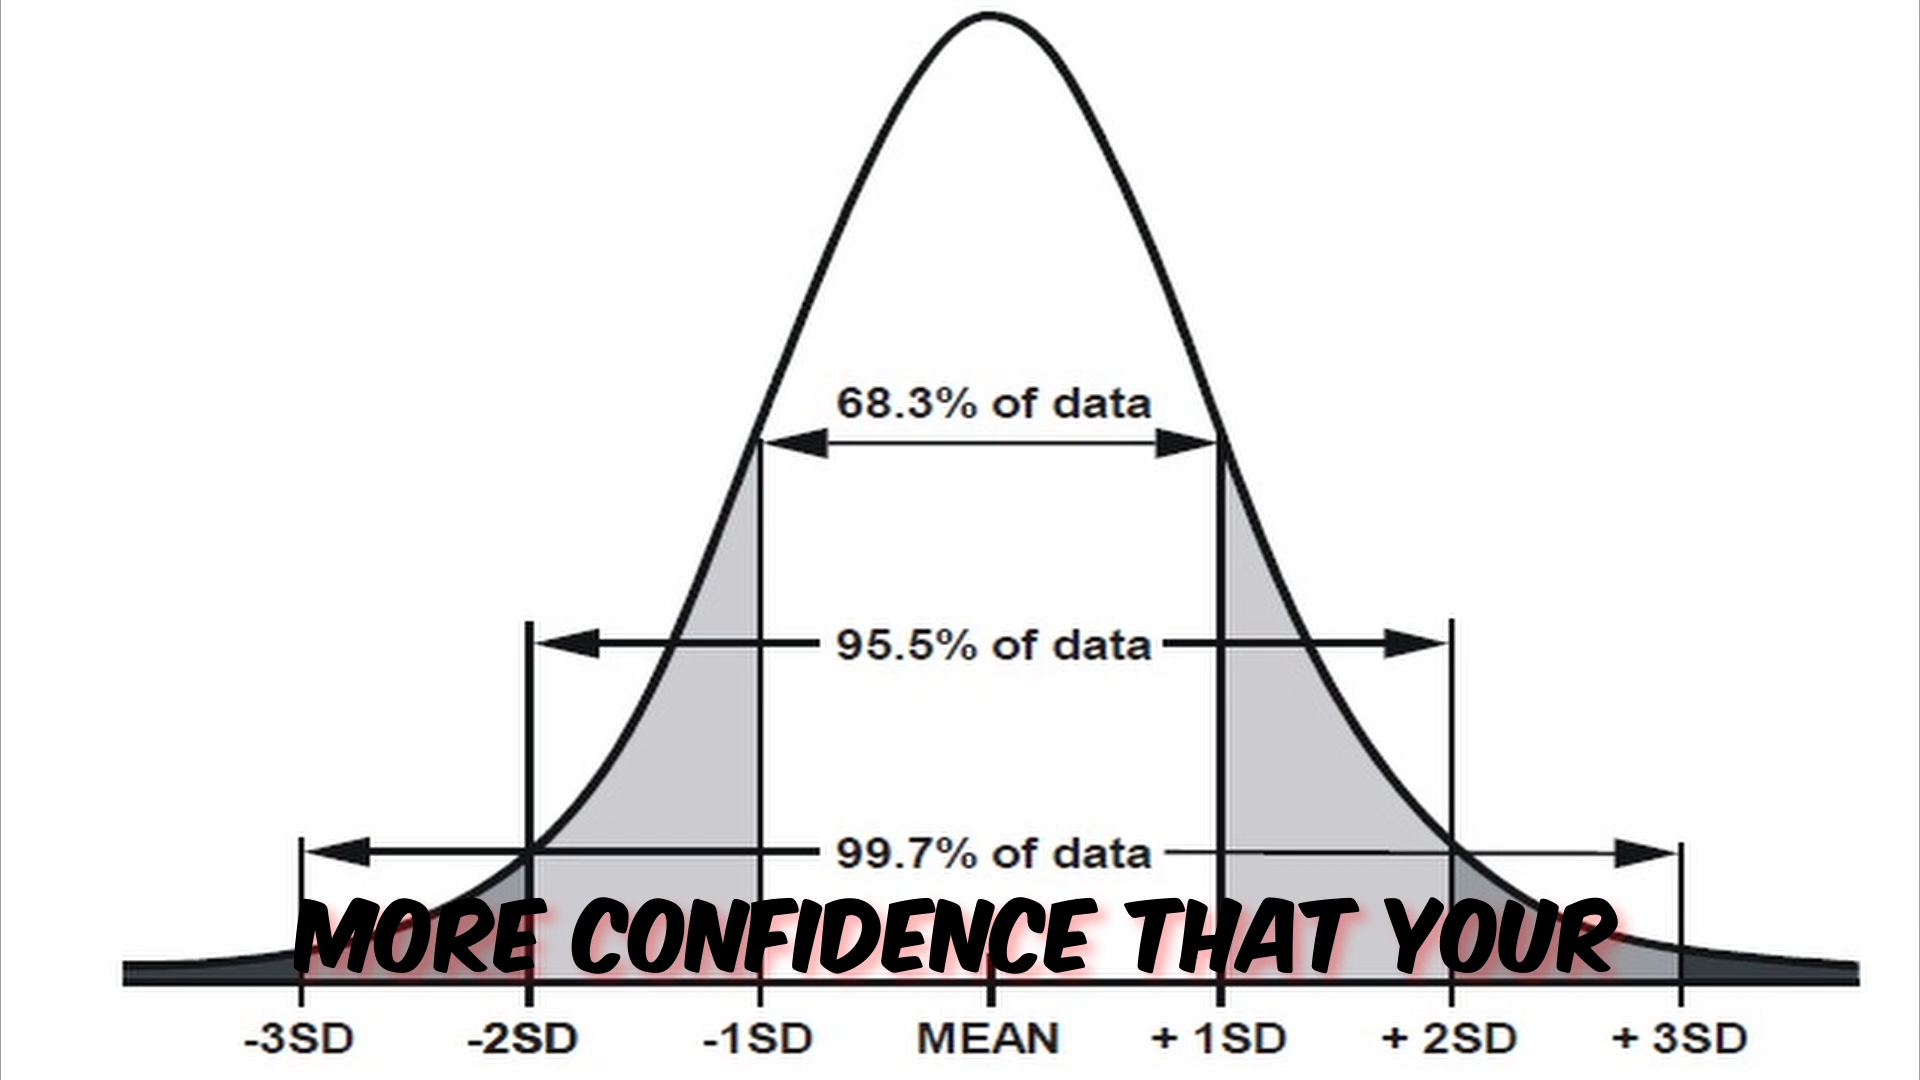 68.3% of data
95.5% of data
99.7% of data
MORE CONFIDENCE THAT YOUR
-3SD -2SD -1SD MEAN + 1SD + 2SD + 3SD